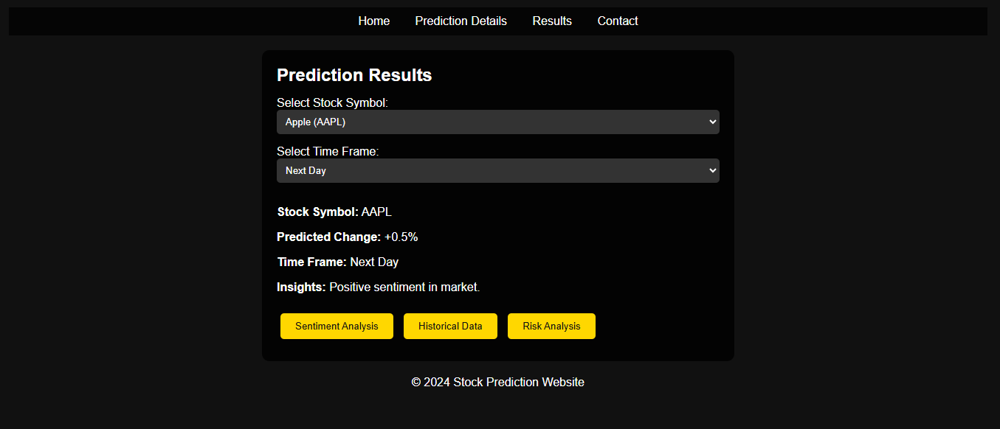 Home Prediction Details Results Contact
Prediction Results
Select Stock Symbol:
Apple (AAPL)
Select Time Frame:
Next Day
Stock Symbol: AAPL
Predicted Change: +0.5%
Time Frame: Next Day
Insights: Positive sentiment in market.
Sentiment Analysis Historical Data Risk Analysis
© 2024 Stock Prediction Website